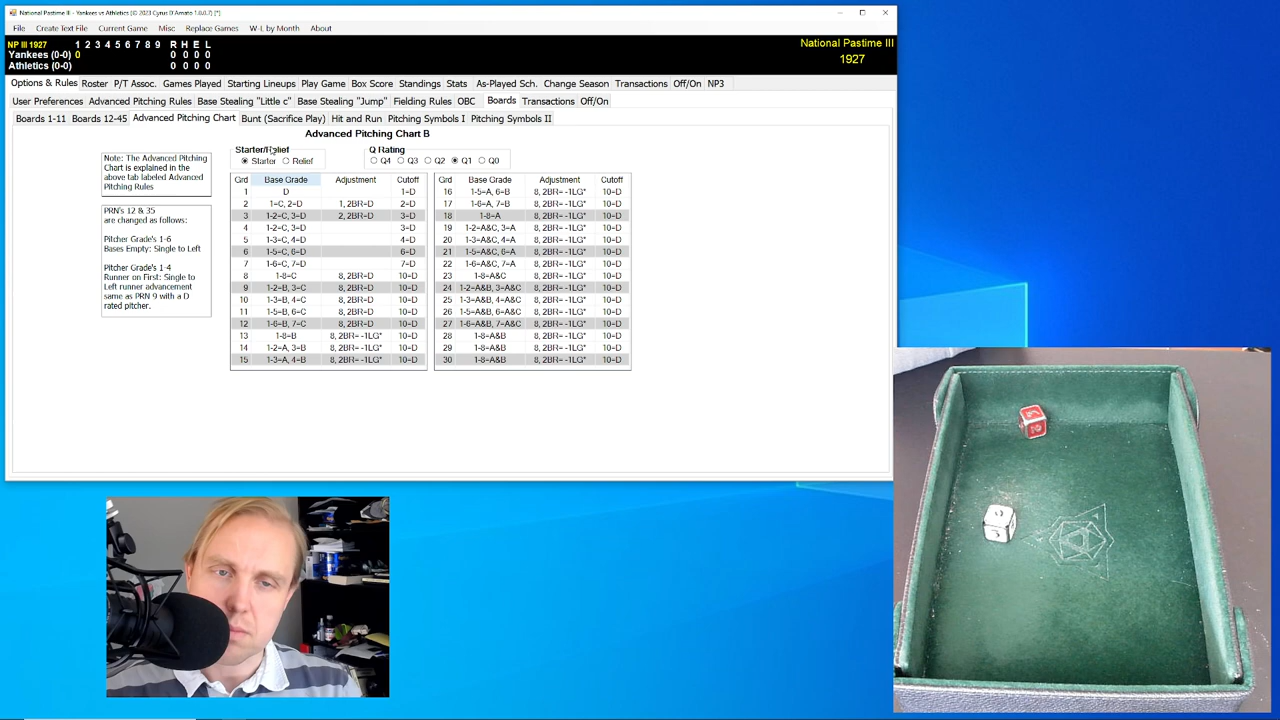 National Pastime III - Yankees vs Athletics (© 2023 Cyrus D'Amato 1.0.0.7) [*]
File Create Text File Current Game Misc Replace Games W-L by Month About
NP III 1927 1 2 3 4 5 6 7 8 9 R H E L
Yankees (0-0) 0 0 0 0 0
Athletics (0-0) 0 0 0 0
National Pastime III
1927
Options & Rules Roster P/T Assoc. Games Played Starting Lineups Play Game Box Score Standings Stats As-Played Sch. Change Season Transactions Off/On NP3
User Preferences Advanced Pitching Rules Base Stealing "Little c" Base Stealing "Jump" Fielding Rules OBC Boards Transactions Off/On
Boards 1-11 Boards 12-45 Advanced Pitching Chart Bunt (Sacrifice Play) Hit and Run Pitching Symbols I Pitching Symbols II
Advanced Pitching Chart B
Note: The Advanced Pitching
Chart is explained in the
above tab labeled Advanced
Pitching Rules
PRN's 12 & 35
are changed as follows:
Pitcher Grade's 1-6
Bases Empty: Single to Left
Pitcher Grade's 1-4
Runner on First: Single to
Left runner advancement
same as PRN 9 with a D
rated pitcher.
Starter/Relief
Starter Relief
Q Rating
Q4 Q3 Q2 Q1 Q0
Grd Base Grade Adjustment Cutoff
1 D 1=D
2 1=C, 2=D 1, 2BR=D 2=D
3 1-2=C, 3=D 2, 2BR=D 3=D
4 1-2=C, 3=D 3=D
5 1-3=C, 4=D 4=D
6 1-5=C, 6=D 6=D
7 1-6=C, 7=D 7=D
8 1-8=C 8, 2BR=D 10=D
9 1-2=B, 3=C 8, 2BR=D 10=D
10 1-3=B, 4=C 8, 2BR=D 10=D
11 1-5=B, 6=C 8, 2BR=D 10=D
12 1-6=B, 7=C 8, 2BR=D 10=D
13 1-8=B 8, 2BR= -1LG* 10=D
14 1-2=A, 3=B 8, 2BR= -1LG* 10=D
15 1-3=A, 4=B 8, 2BR= -1LG* 10=D
Grd Base Grade Adjustment Cutoff
16 1-5=A, 6=B 8, 2BR= -1LG* 10=D
17 1-6=A, 7=B 8, 2BR= -1LG* 10=D
18 1-8=A 8, 2BR= -1LG* 10=D
19 1-2=A&C, 3=A 8, 2BR= -1LG* 10=D
20 1-3=A&C, 4=A 8, 2BR= -1LG* 10=D
21 1-5=A&C, 6=A 8, 2BR= -1LG* 10=D
22 1-6=A&C, 7=A 8, 2BR= -1LG* 10=D
23 1-8=A&C 8, 2BR= -1LG* 10=D
24 1-2=A&B, 3=A&C 8, 2BR= -1LG* 10=D
25 1-3=A&B, 4=A&C 8, 2BR= -1LG* 10=D
26 1-5=A&B, 6=A&C 8, 2BR= -1LG* 10=D
27 1-6=A&B, 7=A&C 8, 2BR= -1LG* 10=D
28 1-8=A&B 8, 2BR= -1LG* 10=D
29 1-8=A&B 8, 2BR= -1LG* 10=D
30 1-8=A&B 8, 2BR= -1LG* 10=D